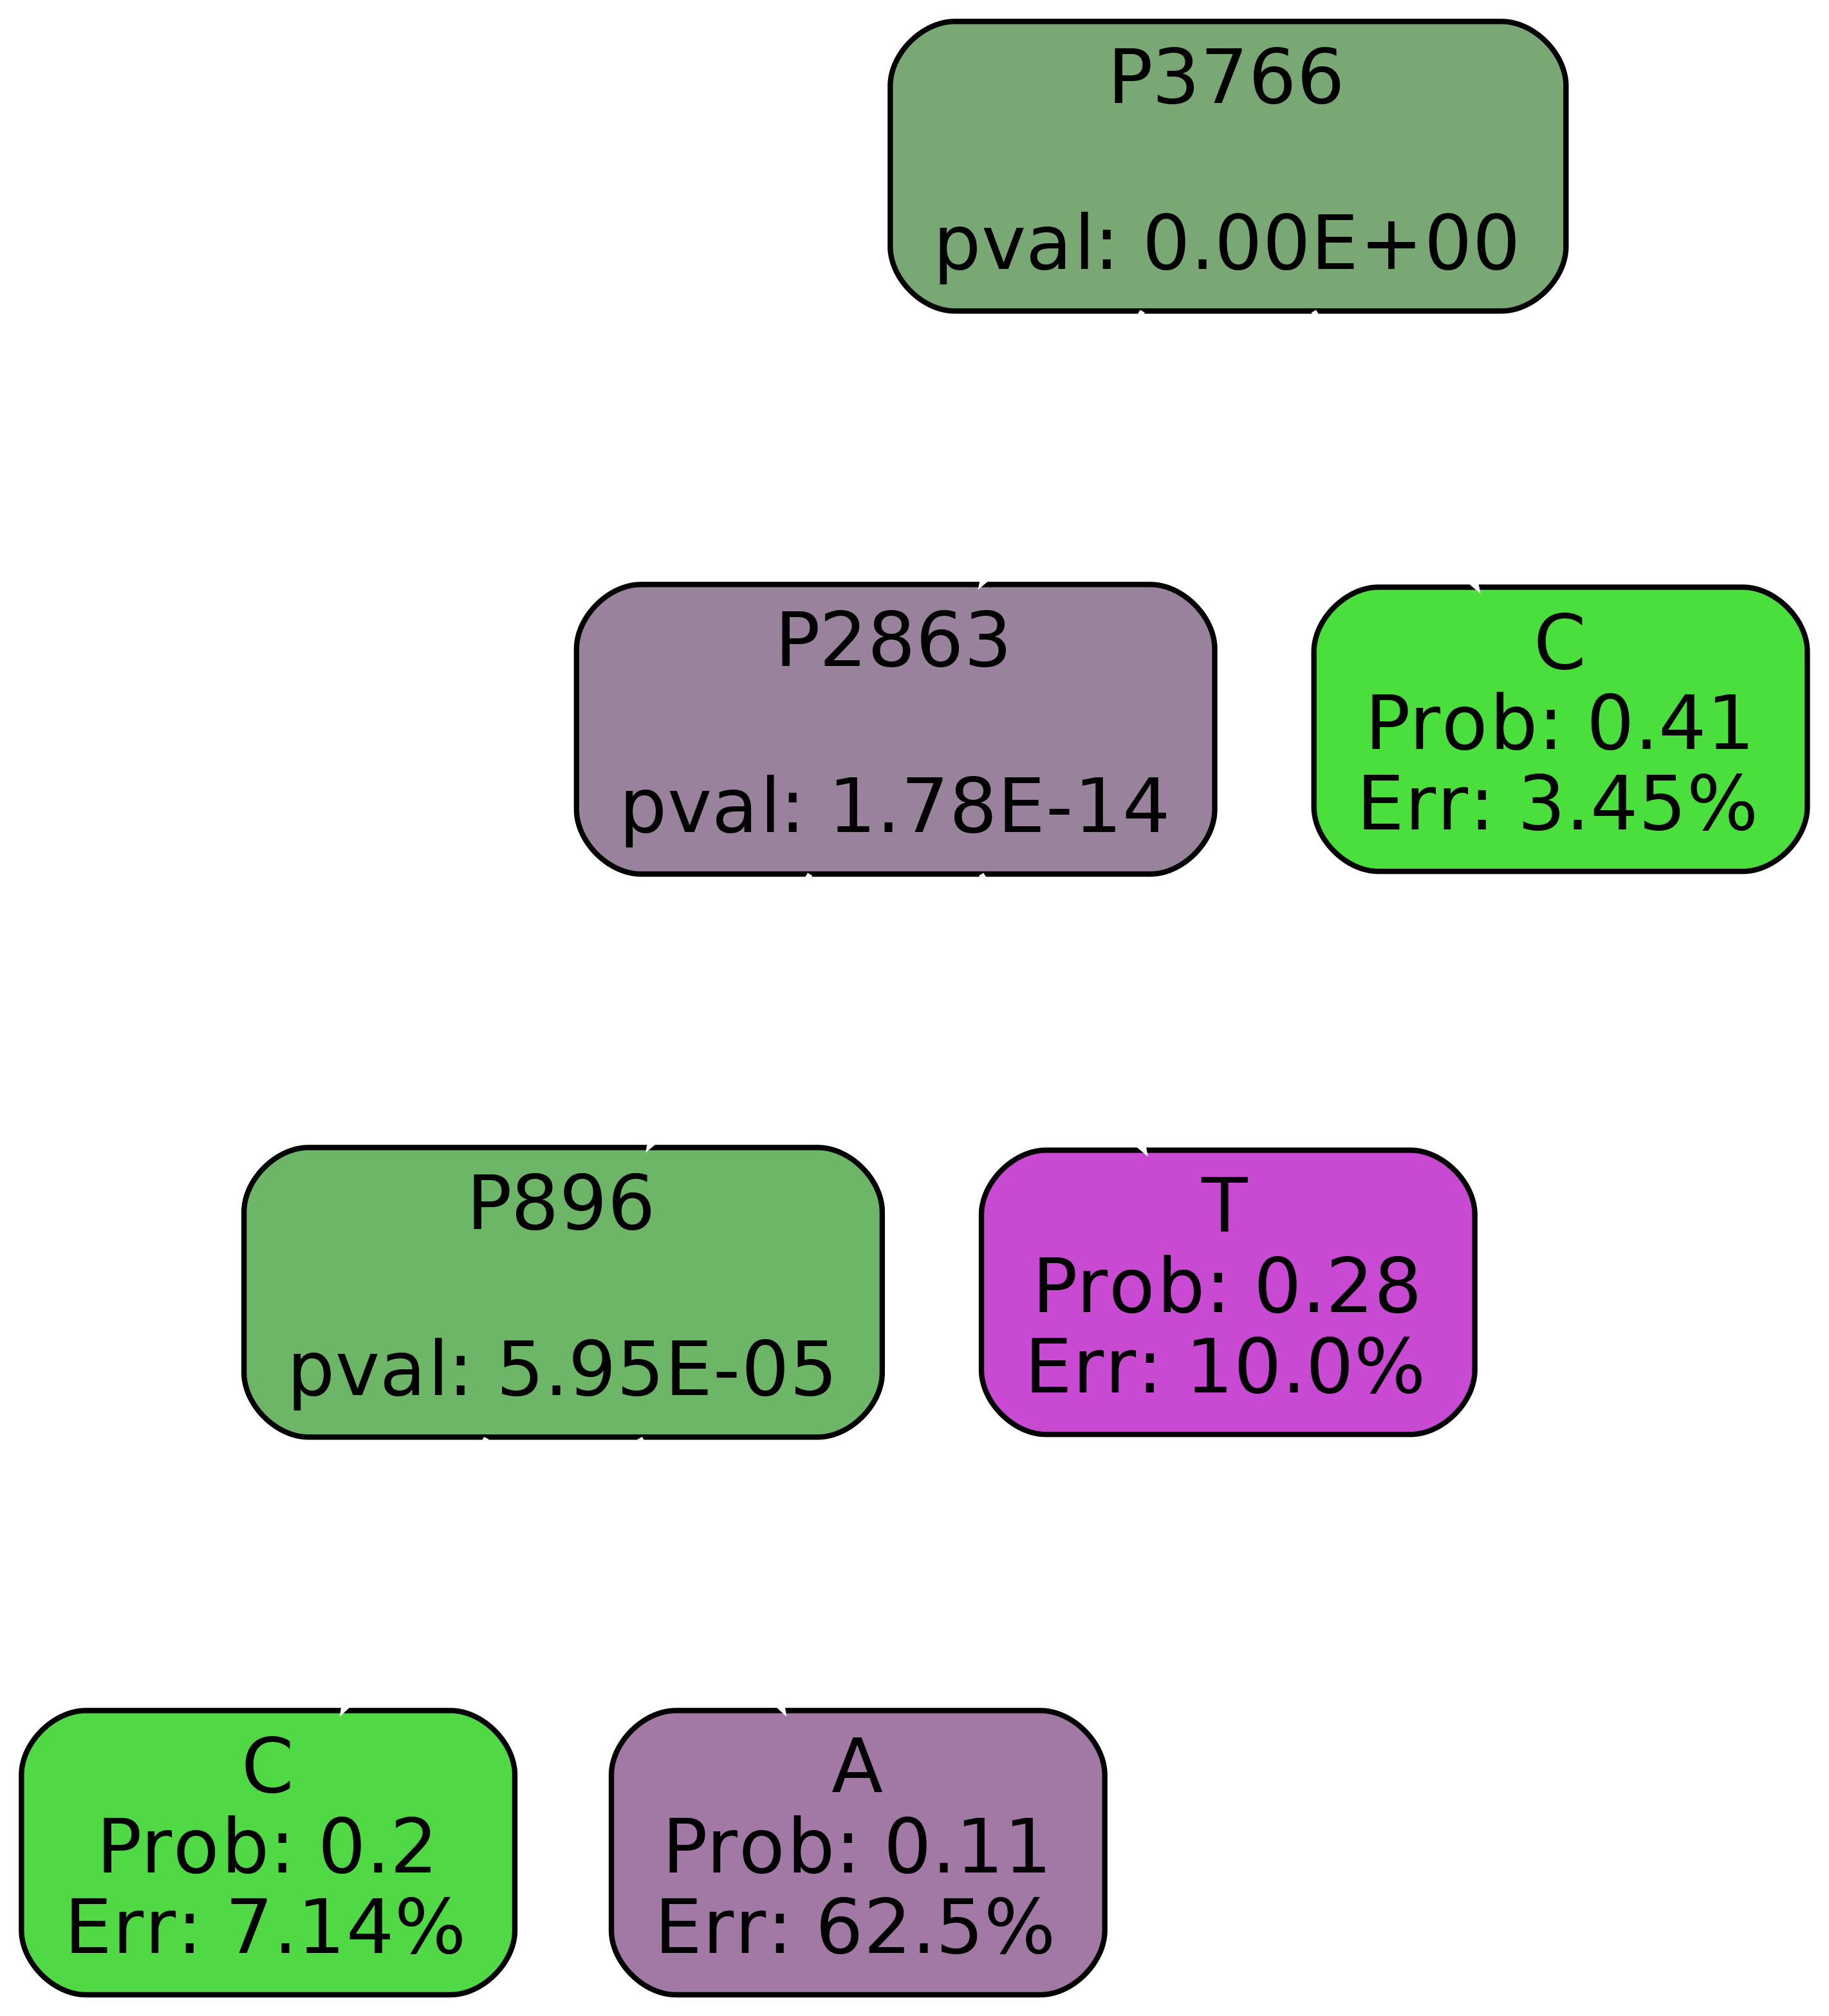 P3766
pval: 0.00E+00
P2863
pval: 1.78E-14
C
Prob: 0.41
Err: 3.45%
P896
pval: 5.95E-05
T
Prob: 0.28
Err: 10.0%
C
Prob: 0.2
Err: 7.14%
A
Prob: 0.11
Err: 62.5%